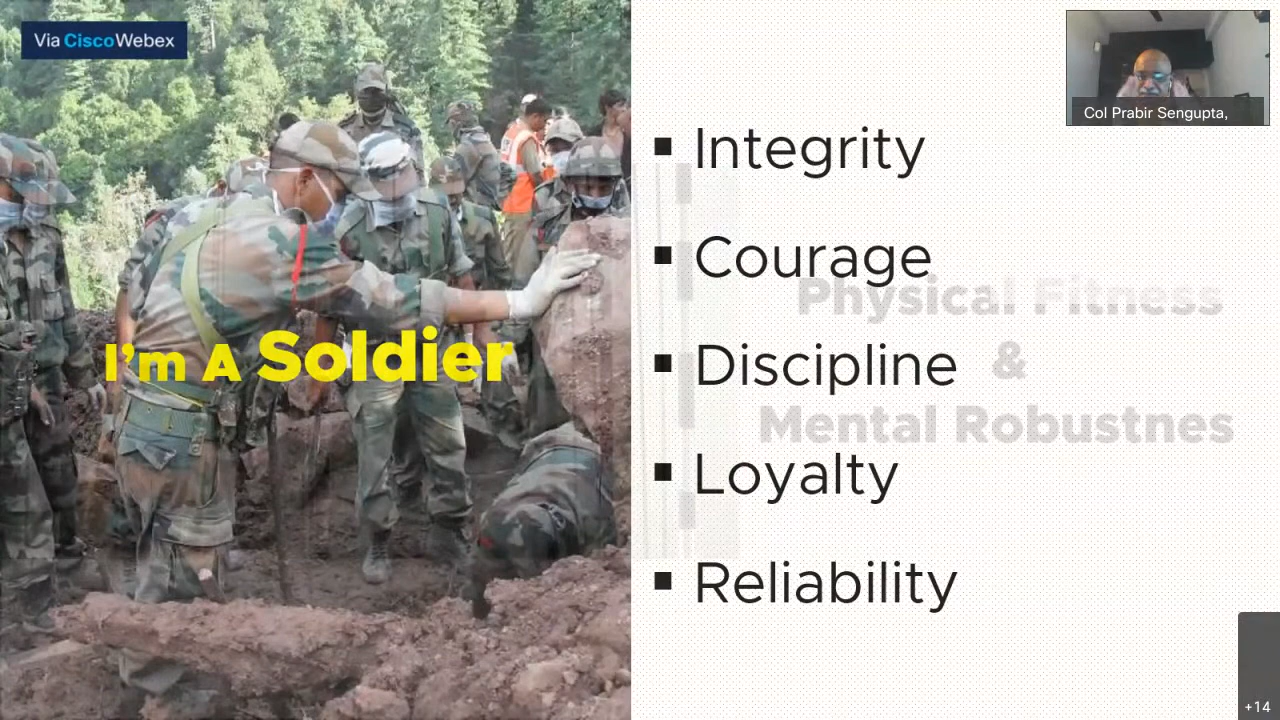 Via CiscoWebex
Col Prabir Sengupta,
I'm A Soldier
▪ Integrity
▪ Courage
Physical Fitness
▪ Discipline
&
Mental Robustnes
▪ Loyalty
▪ Reliability
+14